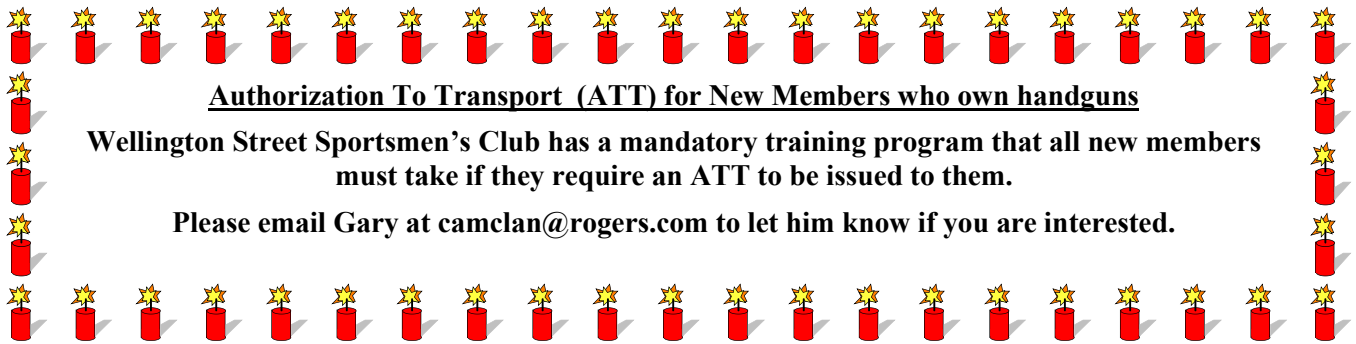 Authorization To Transport  (ATT) for New Members who own handguns
Wellington Street Sportsmen's Club has a mandatory training program that all new members
must take if they require an ATT to be issued to them.
Please email Gary at camclan@rogers.com to let him know if you are interested.